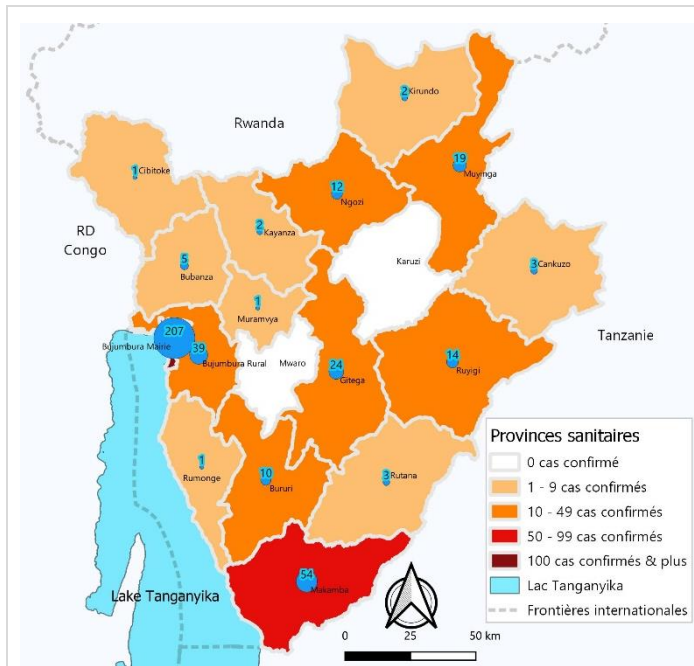 2 Kirundo
Rwanda
19
Muyinga
1 Cibitoke
12
Ngozi
2
Kayanza
RD
Congo
Karuzi
5
Bubanza
3 Cankuzo
1
Muramvya
207
Bujumbura Mairie
39
Bujumbura Rural
Mwaro
24
Gitega
14
Ruyigi
Tanzanie
1
Rumonge
10
Bururi
3 Rutana
54
Makamba
Lake Tanganyika
Provinces sanitaires
0 cas confirmé
1 - 9 cas confirmés
10 - 49 cas confirmés
50 - 99 cas confirmés
100 cas confirmés & plus
Lac Tanganyika
Frontières internationales
0 25 50 km